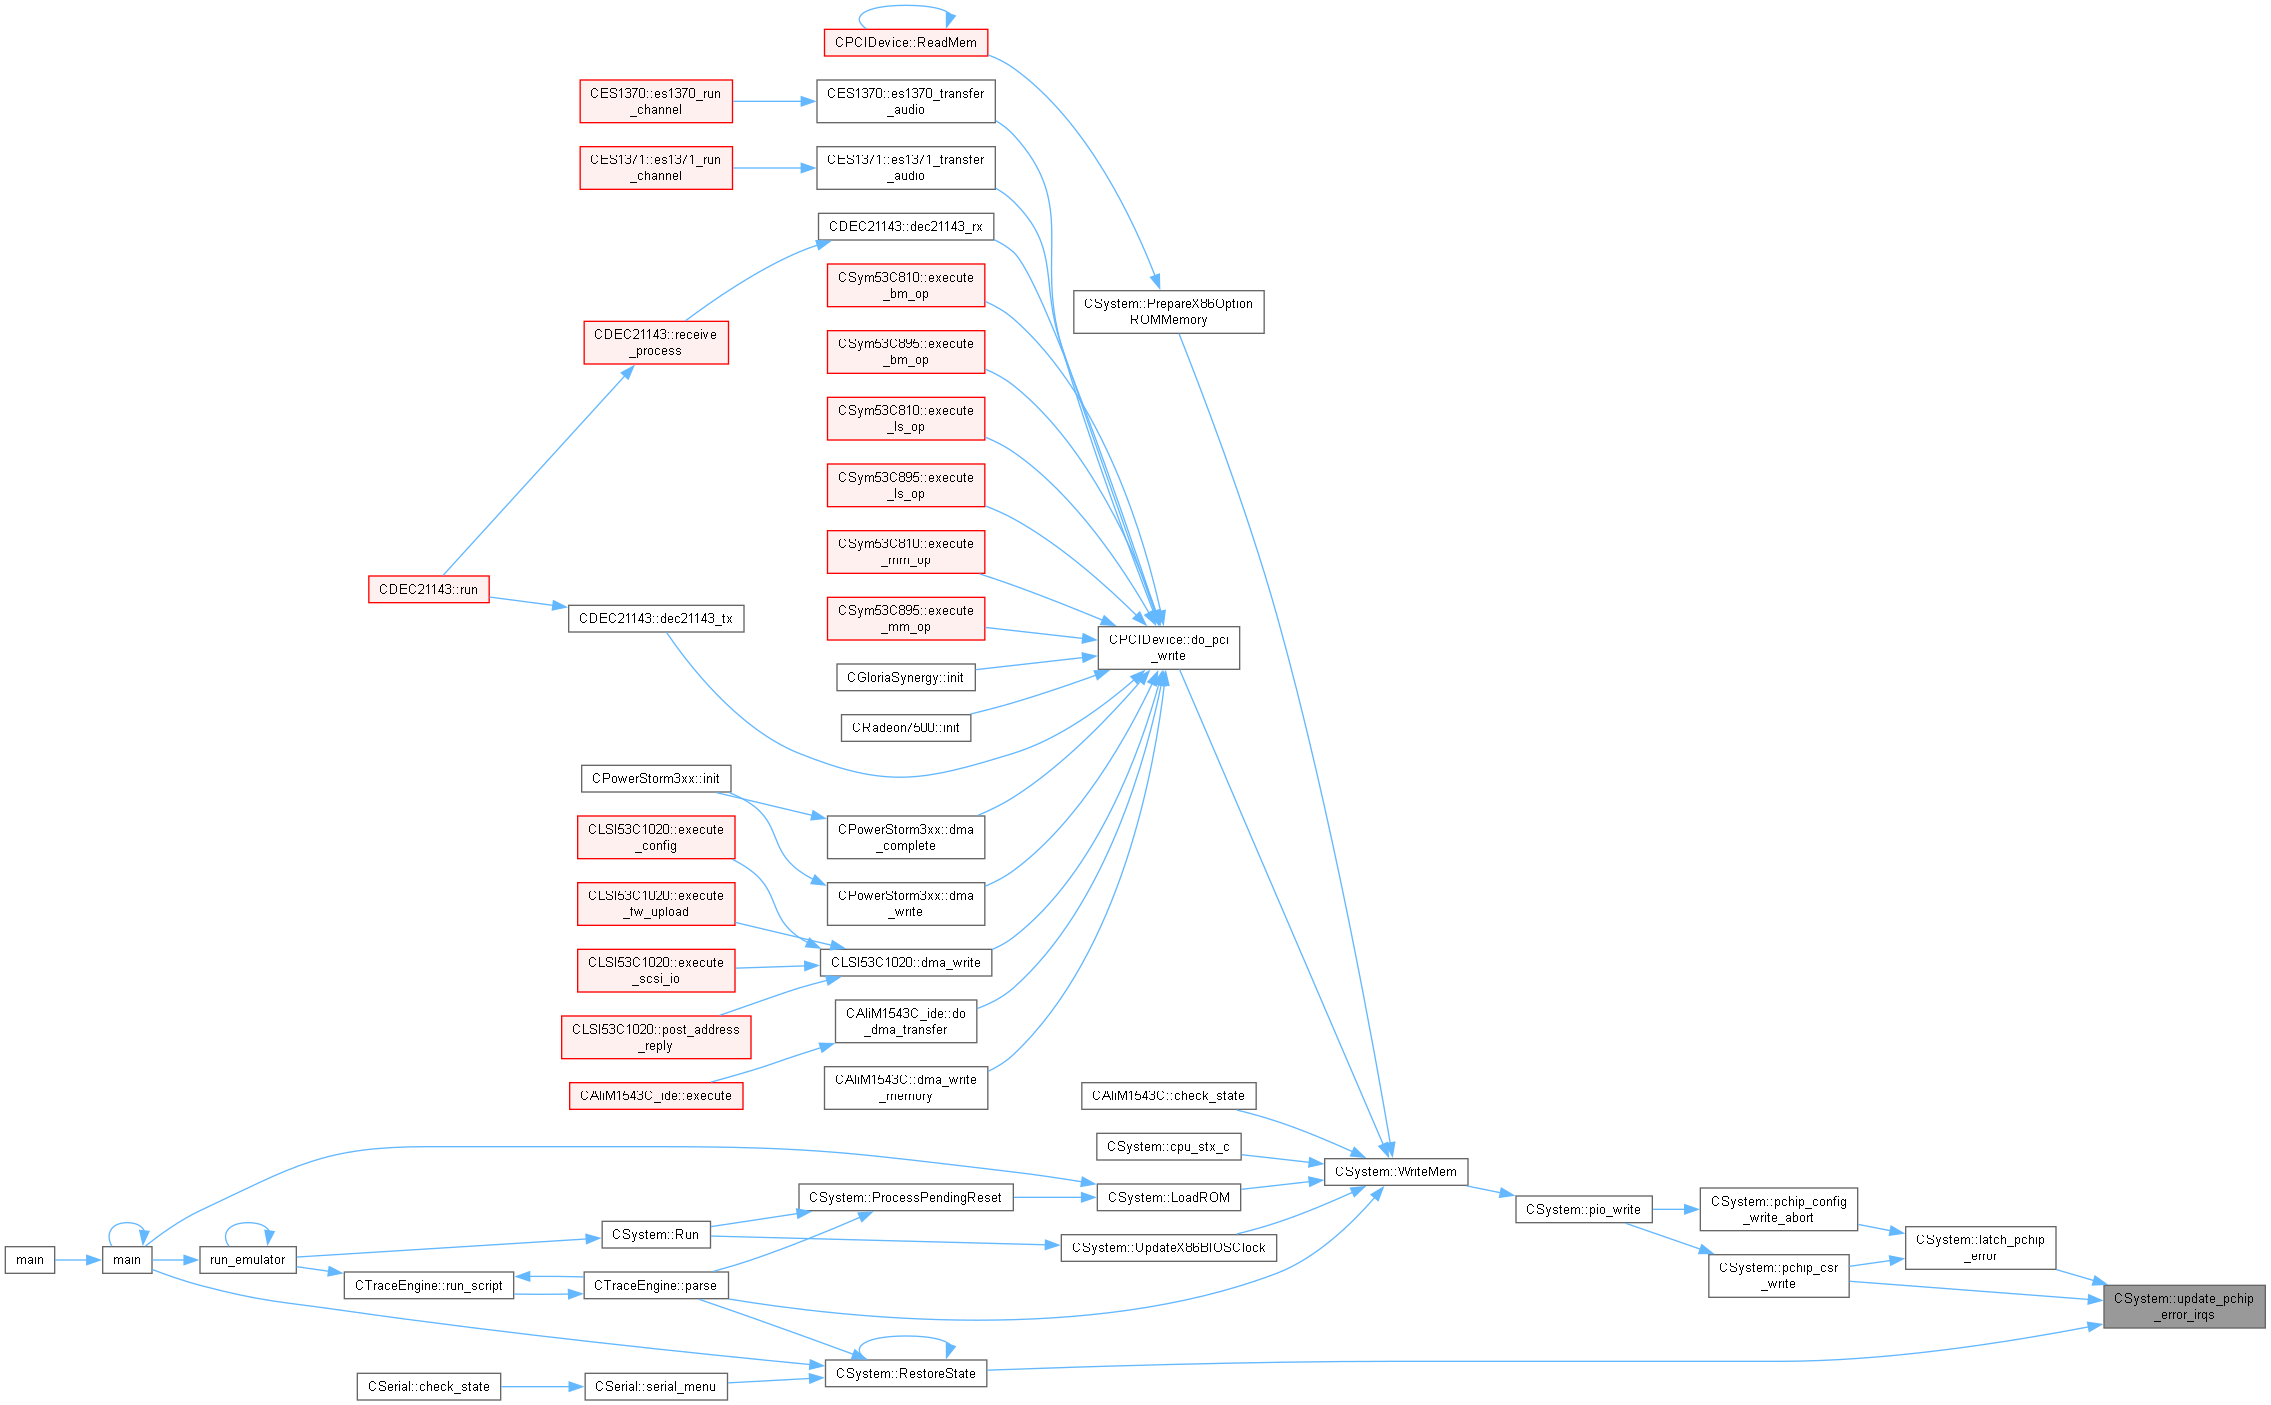 CPCIDevice::ReadMem
CES1370::es1370_run
_channel
CES1370::es1370_transfer
_audio
CES1371::es1371_run
_channel
CES1371::es1371_transfer
_audio
CDEC21143::dec21143_rx
CSym53C810::execute
_bm_op
CSystem::PrepareX86Option
ROMMemory
CDEC21143::receive
_process
CSym53C895::execute
_bm_op
CSym53C810::execute
_ls_op
CSym53C895::execute
_ls_op
CSym53C810::execute
_mm_op
CDEC21143::run
CDEC21143::dec21143_tx
CSym53C895::execute
_mm_op
CPCIDevice::do_pci
_write
CGloriaSynergy::init
CRadeon7500::init
CPowerStorm3xx::init
CLSI53C1020::execute
_config
CPowerStorm3xx::dma
_complete
CLSI53C1020::execute
_fw_upload
CPowerStorm3xx::dma
_write
CLSI53C1020::execute
_scsi_io
CLSI53C1020::dma_write
CLSI53C1020::post_address
_reply
CAliM1543C_ide::do
_dma_transfer
CAliM1543C_ide::execute
CAliM1543C::dma_write
_memory
CAliM1543C::check_state
CSystem::cpu_stx_c
CSystem::WriteMem
CSystem::ProcessPendingReset
CSystem::LoadROM
CSystem::pio_write
CSystem::pchip_config
_write_abort
CSystem::Run
CSystem::UpdateX86BIOSClock
CSystem::latch_pchip
_error
main
main
run_emulator
CTraceEngine::run_script
CTraceEngine::parse
CSystem::pchip_csr
_write
CSystem::update_pchip
_error_irqs
CSerial::check_state
CSerial::serial_menu
CSystem::RestoreState